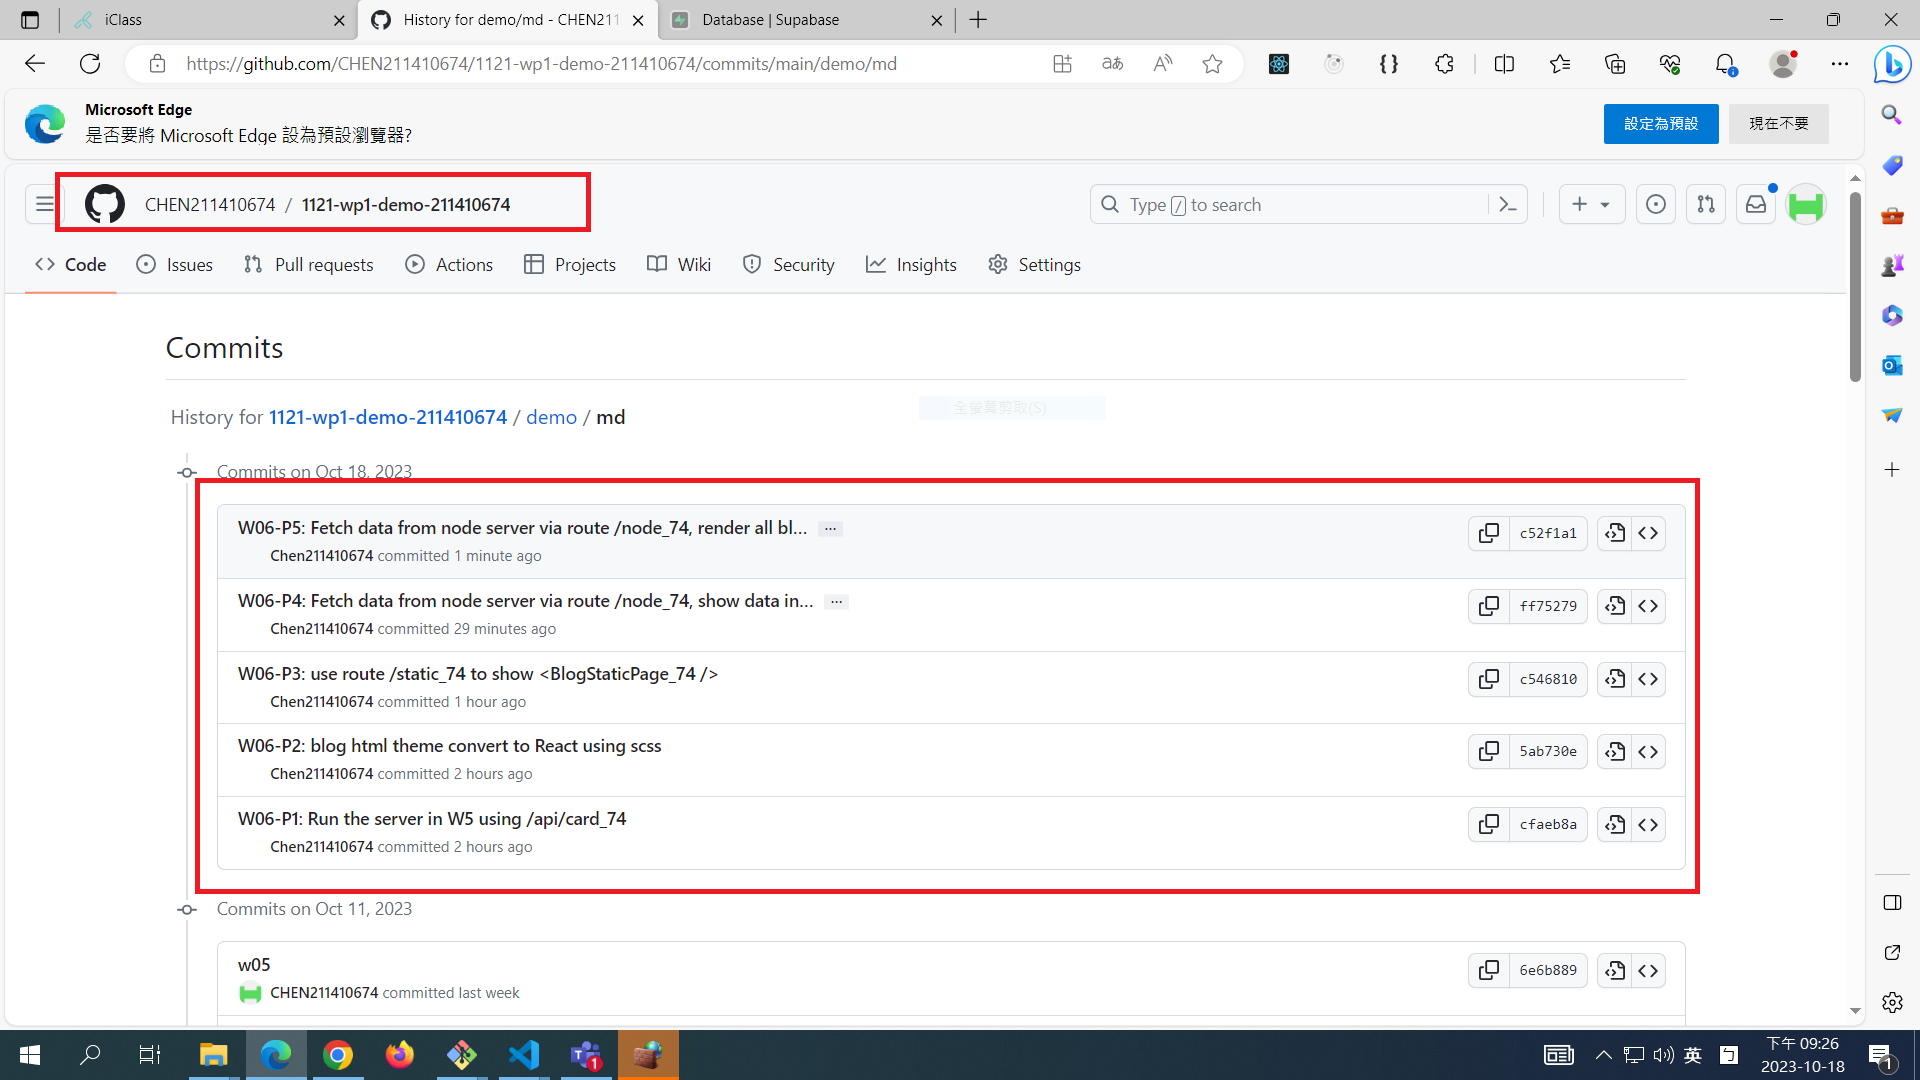 iClass
History for demo/md - CHEN211
Database | Supabase
https://github.com/CHEN211410674/1121-wp1-demo-211410674/commits/main/demo/md
Microsoft Edge
是否要將 Microsoft Edge 設為預設瀏覽器?
設定為預設
現在不要
CHEN211410674 / 1121-wp1-demo-211410674
Type / to search
Code
Issues
Pull requests
Actions
Projects
Wiki
Security
Insights
Settings
Commits
全螢幕剪取(S)
History for 1121-wp1-demo-211410674 / demo / md
Commits on Oct 18, 2023
W06-P5: Fetch data from node server via route /node_74, render all bl... ...
c52f1a1
Chen211410674 committed 1 minute ago
W06-P4: Fetch data from node server via route /node_74, show data in... ...
ff75279
Chen211410674 committed 29 minutes ago
W06-P3: use route /static_74 to show <BlogStaticPage_74 />
c546810
Chen211410674 committed 1 hour ago
W06-P2: blog html theme convert to React using scss
5ab730e
Chen211410674 committed 2 hours ago
W06-P1: Run the server in W5 using /api/card_74
cfaeb8a
Chen211410674 committed 2 hours ago
Commits on Oct 11, 2023
w05
6e6b889
CHEN211410674 committed last week
1
英
下午 09:26
2023-10-18
1